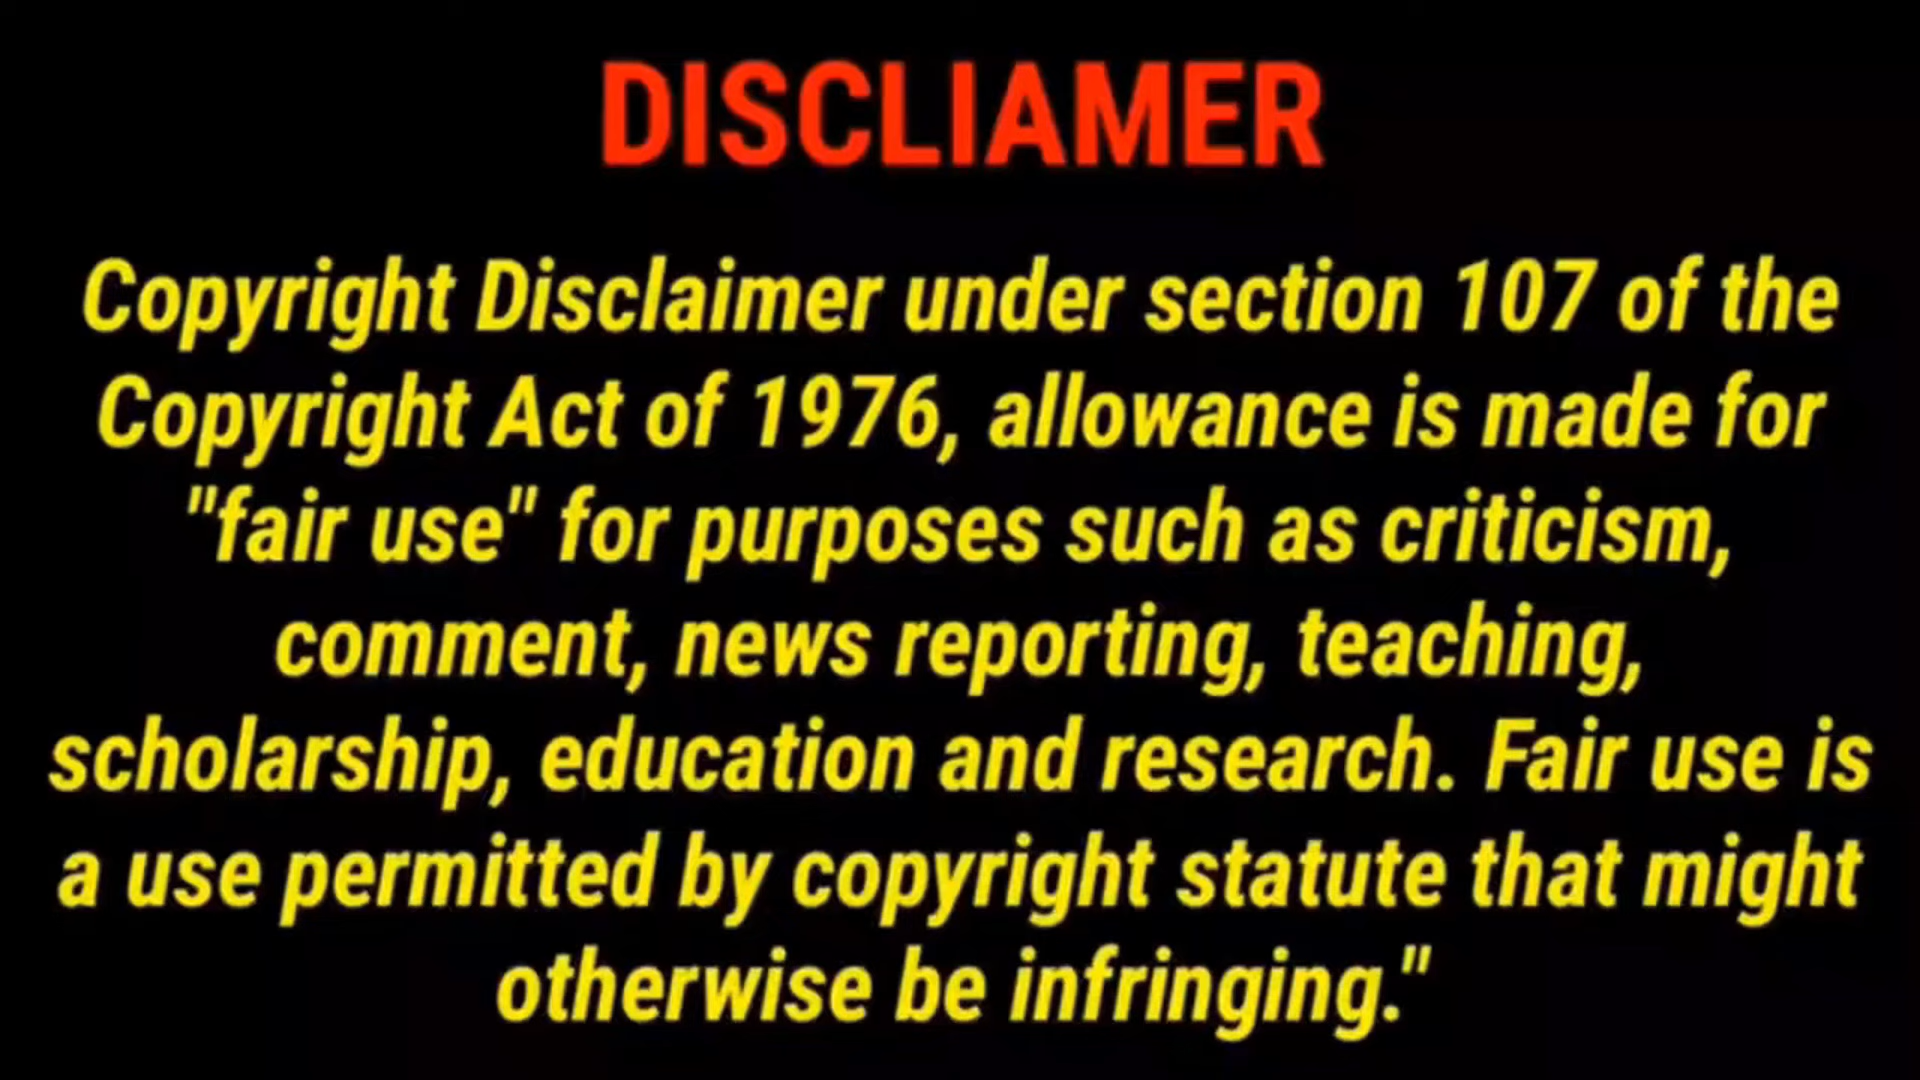 DISCLIAMER
Copyright Disclaimer under section 107 of the
Copyright Act of 1976, allowance is made for
"fair use" for purposes such as criticism,
comment, news reporting, teaching,
scholarship, education and research. Fair use is
a use permitted by copyright statute that might
otherwise be infringing."